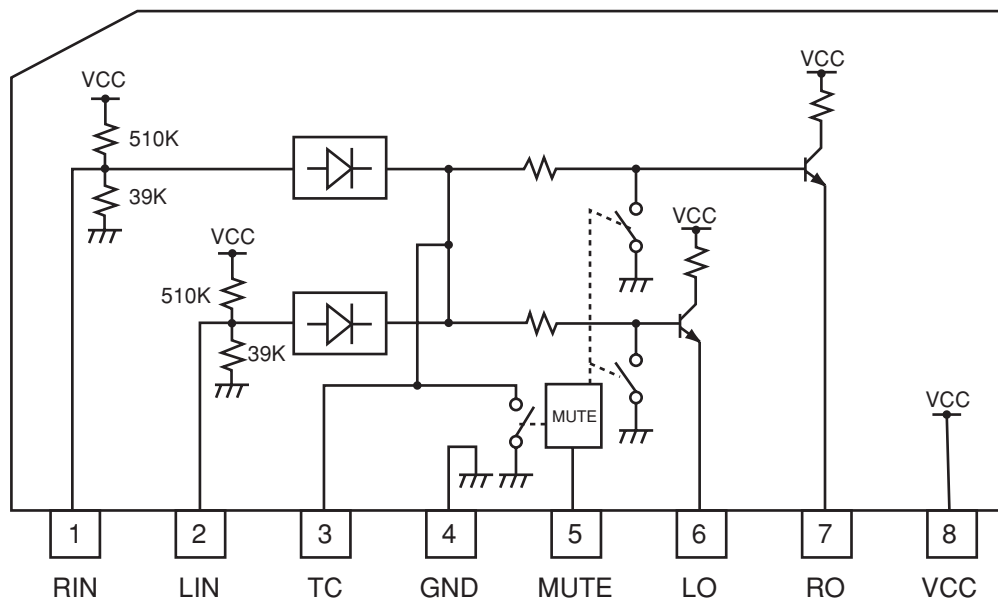 VCC
VCC
510K
39K
VCC
VCC
510K
39K
VCC
MUTE
1 2 3 4 5 6 7 8
RIN LIN TC GND MUTE LO RO VCC